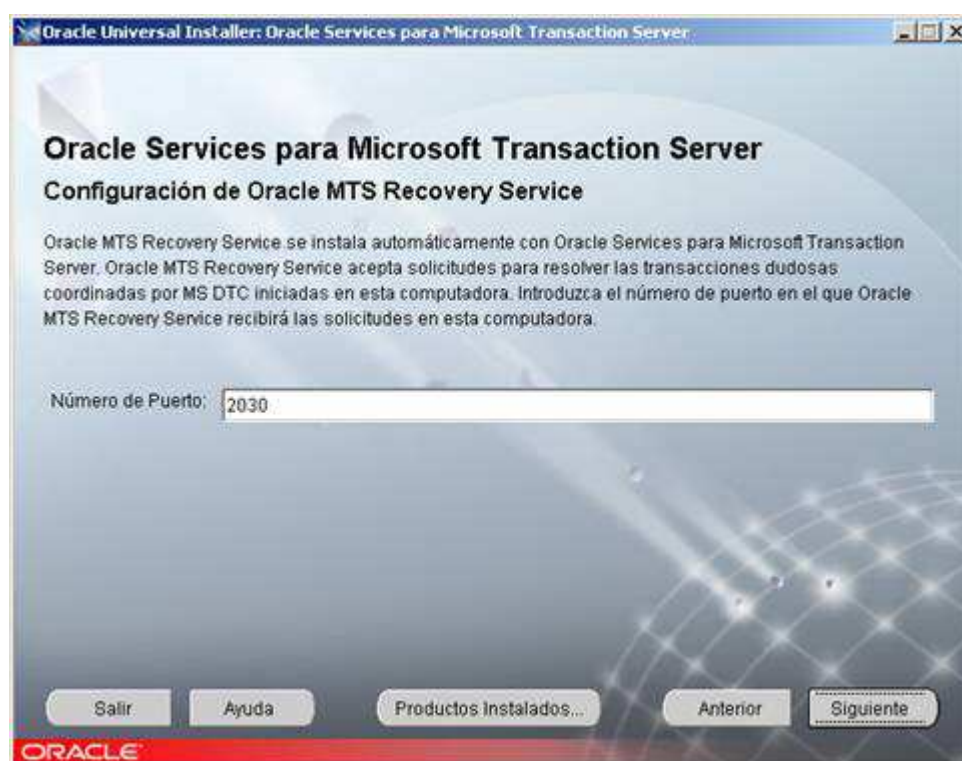 Oracle Universal Installer: Oracle Services para Microsoft Transaction Server
Oracle Services para Microsoft Transaction Server
Configuración de Oracle MTS Recovery Service
Oracle MTS Recovery Service se instala automáticamente con Oracle Services para Microsoft Transaction
Server. Oracle MTS Recovery Service acepta solicitudes para resolver las transacciones dudosas
coordinadas por MS DTC iniciadas en esta computadora. Introduzca el número de puerto en el que Oracle
MTS Recovery Service recibirá las solicitudes en esta computadora.
Número de Puerto: 2030
Salir Ayuda Productos Instalados... Anterior Siguiente
ORACLE